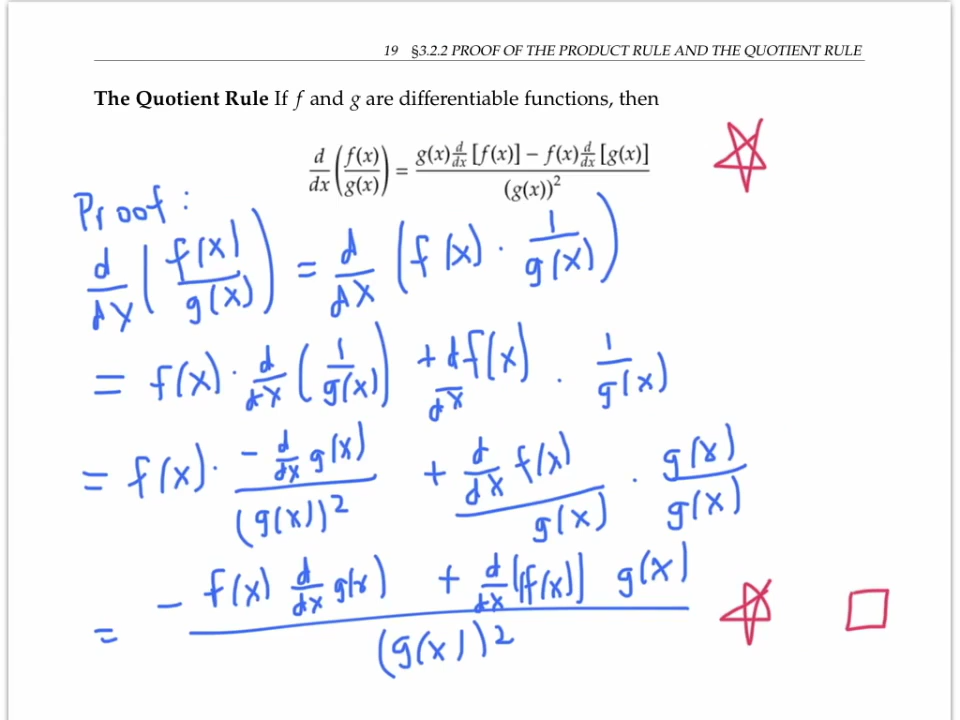 19 §3.2.2 PROOF OF THE PRODUCT RULE AND THE QUOTIENT RULE
The Quotient Rule If f and g are differentiable functions, then
d/dx (f(x)/g(x)) = (g(x) d/dx [f(x)] − f(x) d/dx [g(x)]) / (g(x))²
Proof:
d/dx (f(x)/g(x)) = d/dx (f(x) · 1/g(x))
= f(x) · d/dx (1/g(x)) + d/dx f(x) · 1/g(x)
= f(x) · (− d/dx g(x)) / (g(x))² + (d/dx f(x)) / g(x) · g(x)/g(x)
= (− f(x) d/dx g(x) + d/dx [f(x)] g(x)) / (g(x))²